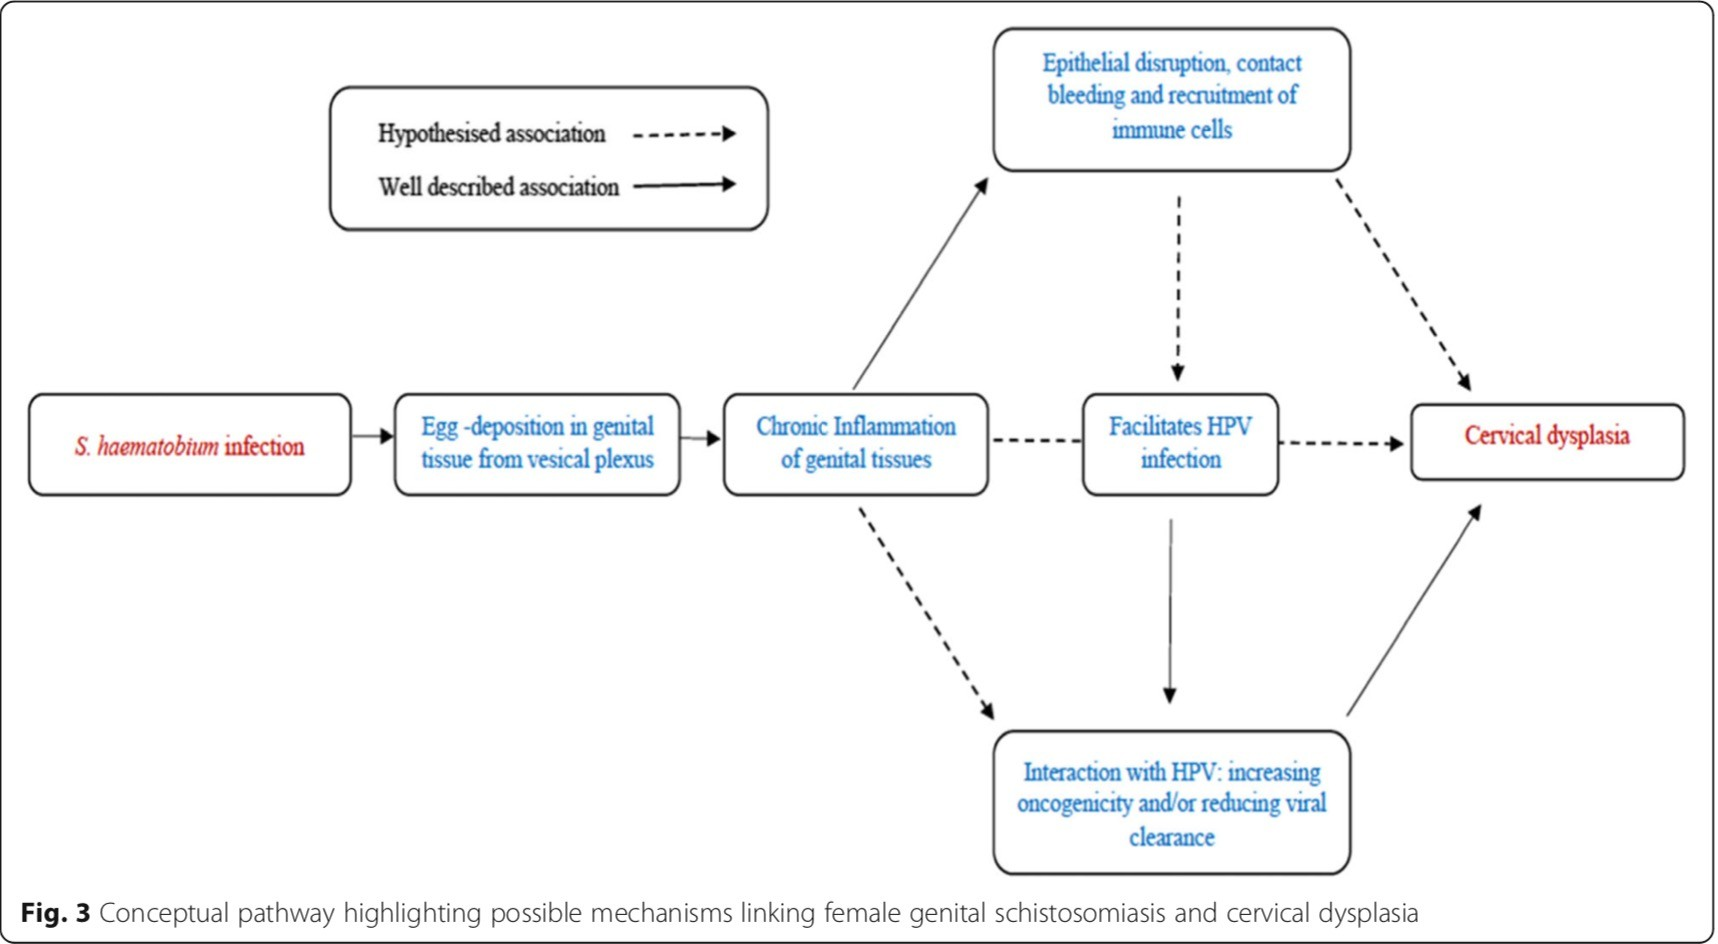 Epithelial disruption, contact
bleeding and recruitment of
immune cells
Hypothesised association
Well described association
S. haematobium infection
Egg -deposition in genital
tissue from vesical plexus
Chronic Inflammation
of genital tissues
Facilitates HPV
infection
Cervical dysplasia
Interaction with HPV: increasing
oncogenicity and/or reducing viral
clearance
Fig. 3 Conceptual pathway highlighting possible mechanisms linking female genital schistosomiasis and cervical dysplasia